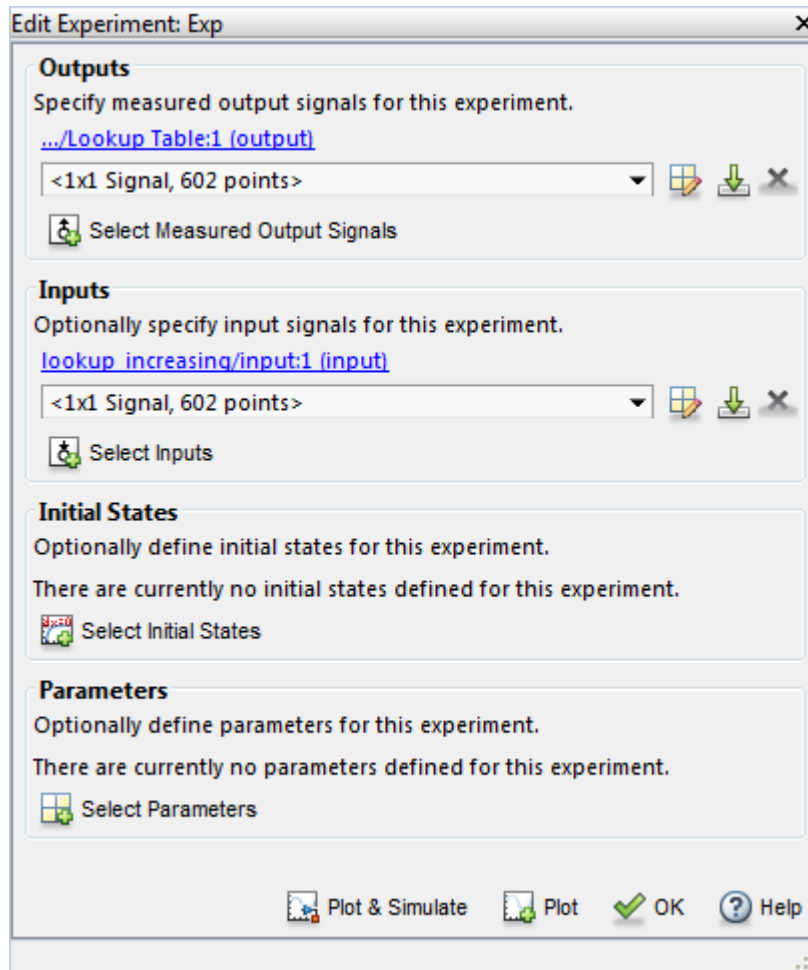 Edit Experiment: Exp
Outputs
Specify measured output signals for this experiment.
.../Lookup Table:1 (output)
<1x1 Signal, 602 points>
Select Measured Output Signals
Inputs
Optionally specify input signals for this experiment.
lookup_increasing/input:1 (input)
<1x1 Signal, 602 points>
Select Inputs
Initial States
Optionally define initial states for this experiment.
There are currently no initial states defined for this experiment.
Select Initial States
Parameters
Optionally define parameters for this experiment.
There are currently no parameters defined for this experiment.
Select Parameters
Plot & Simulate Plot OK Help